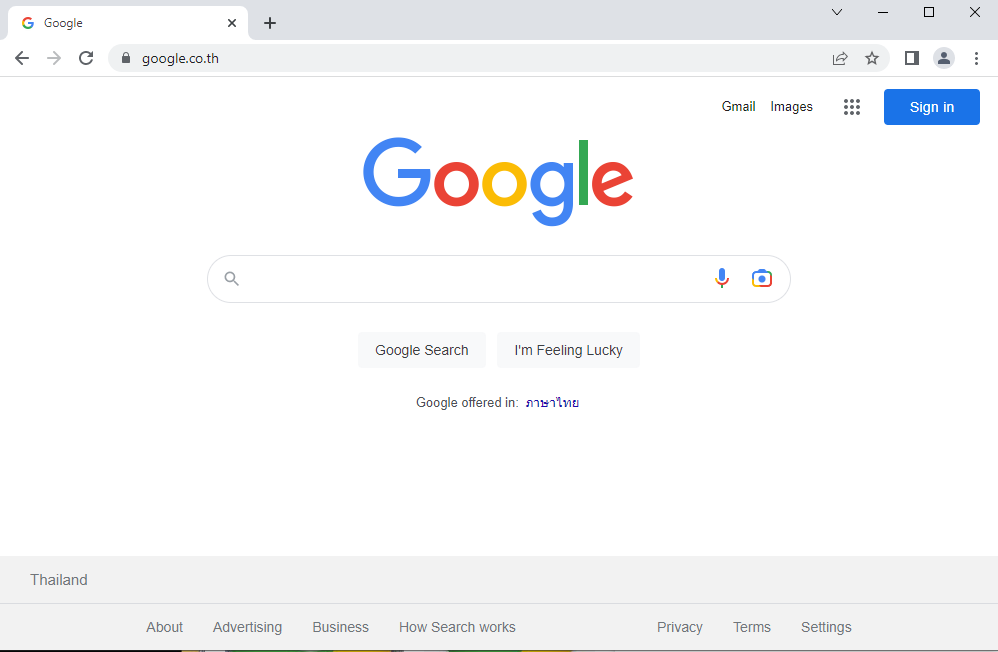 Google
google.co.th
Gmail Images Sign in
Google
Google Search I'm Feeling Lucky
Google offered in: ภาษาไทย
Thailand
About Advertising Business How Search works Privacy Terms Settings